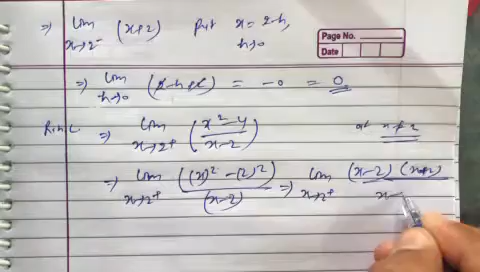 ⇒ lim x→2⁻ (x+2) Put x = 2-h, h→0
Page No.
Date
⇒ lim h→0 (2-h+2) = -0 = 0
R.H.L ⇒ lim x→2⁺ (x²-4 / x-2) at x≠2
⇒ lim x→2⁺ ((x)²-(2)² / (x-2)) ⇒ lim x→2⁺ (x-2)(x+2) / x-